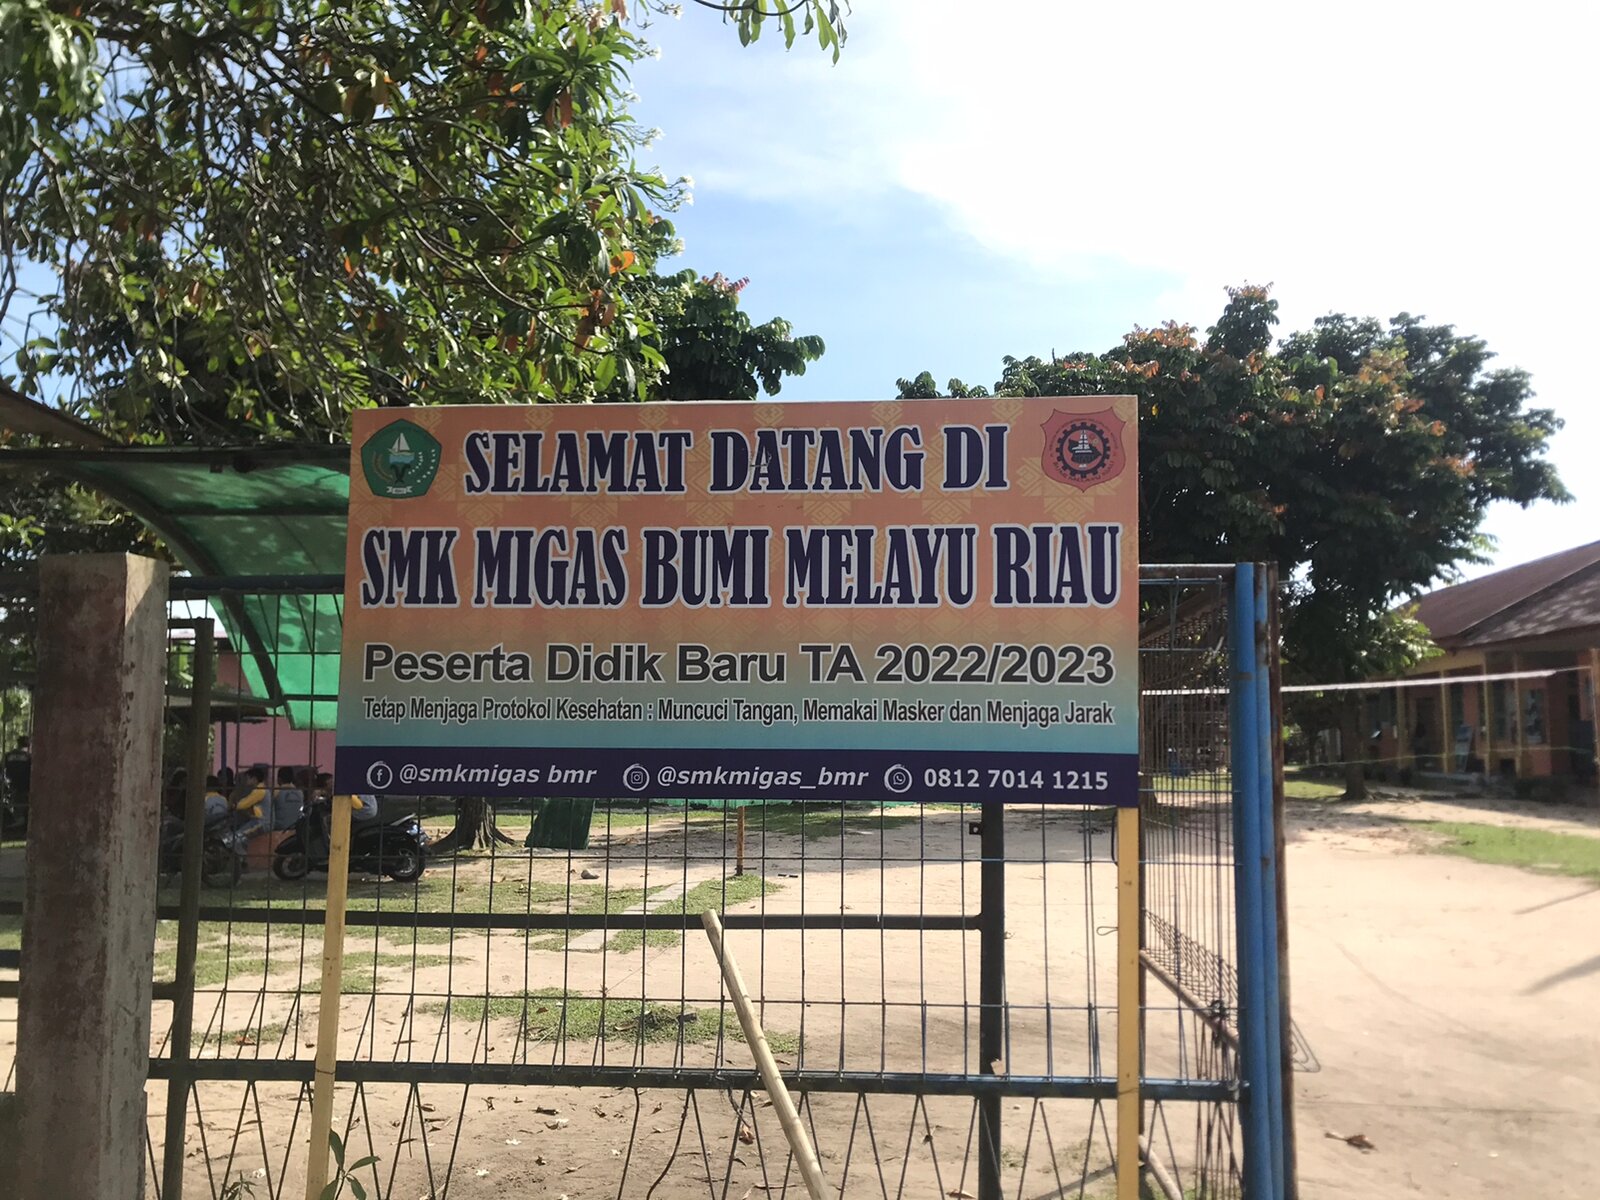 SELAMAT DATANG DI
SMK MIGAS BUMI MELAYU RIAU
Peserta Didik Baru TA 2022/2023
Tetap Menjaga Protokol Kesehatan : Muncuci Tangan, Memakai Masker dan Menjaga Jarak
@smkmigas bmr @smkmigas_bmr 0812 7014 1215